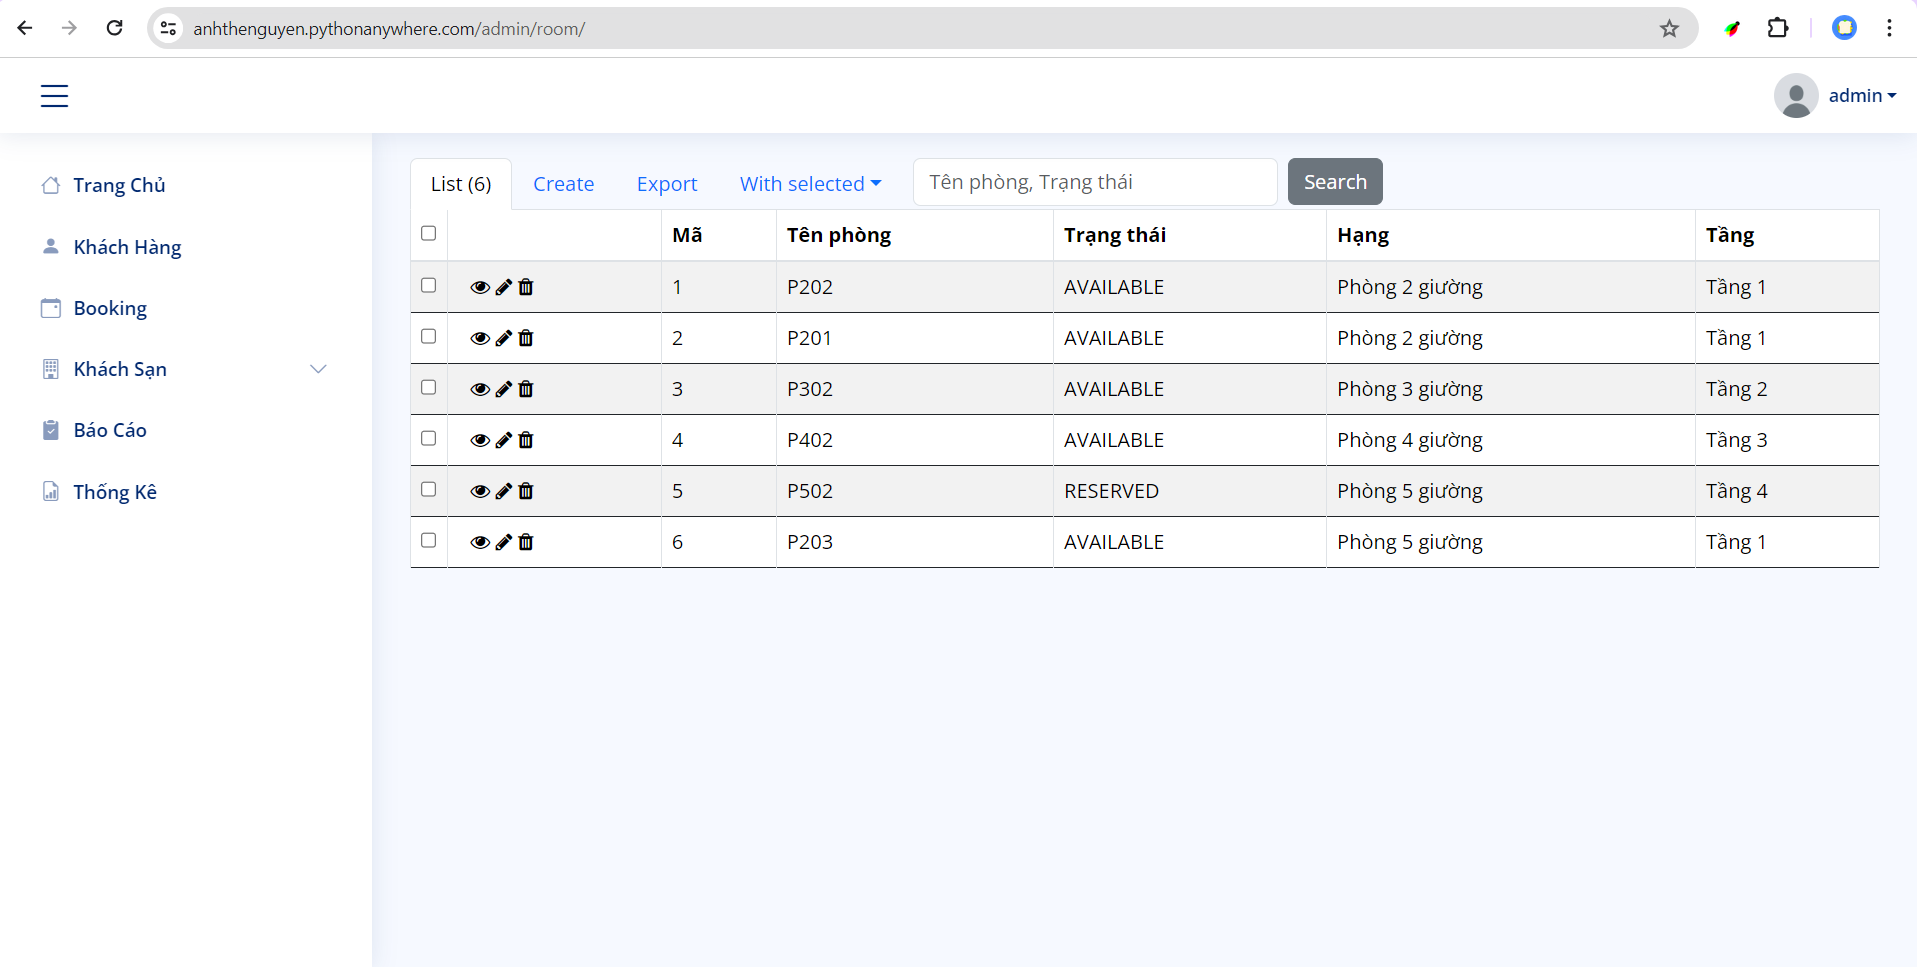 anhthenguyen.pythonanywhere.com/admin/room/
admin
Trang Chủ
Khách Hàng
Booking
Khách Sạn
Báo Cáo
Thống Kê
List (6) Create Export With selected Tên phòng, Trạng thái Search
Mã Tên phòng Trạng thái Hạng Tầng
1 P202 AVAILABLE Phòng 2 giường Tầng 1
2 P201 AVAILABLE Phòng 2 giường Tầng 1
3 P302 AVAILABLE Phòng 3 giường Tầng 2
4 P402 AVAILABLE Phòng 4 giường Tầng 3
5 P502 RESERVED Phòng 5 giường Tầng 4
6 P203 AVAILABLE Phòng 5 giường Tầng 1